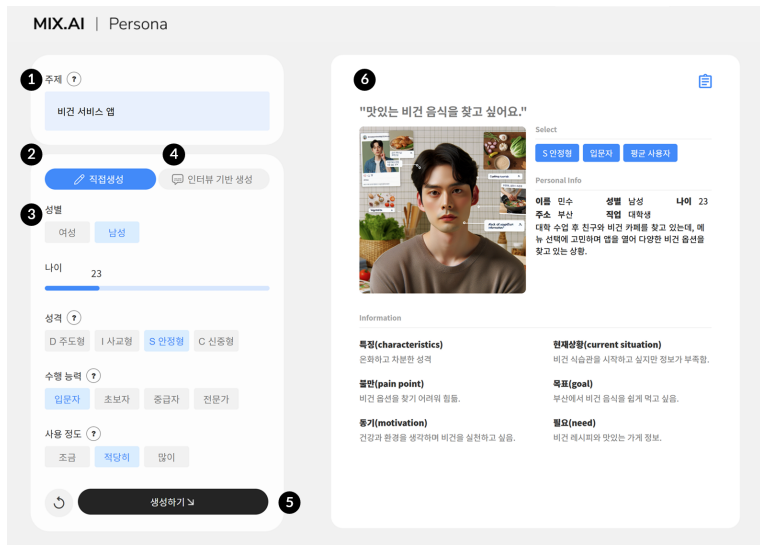 MIX.AI | Persona
1 주제 ?
비건 서비스 앱
2
직접생성
4
인터뷰 기반 생성
3
성별
여성
남성
나이
23
성격 ?
D 주도형
I 사교형
S 안정형
C 신중형
수행 능력 ?
입문자
초보자
중급자
전문가
사용 정도 ?
조금
적당히
많이
생성하기
5
6
"맛있는 비건 음식을 찾고 싶어요."
Select
S 안정형
입문자
평균 사용자
Personal Info
이름 민수 성별 남성 나이 23
주소 부산 직업 대학생
대학 수업 후 친구와 비건 카페를 찾고 있는데, 메
뉴 선택에 고민하며 앱을 열어 다양한 비건 옵션을
찾고 있는 상황.
Information
특징(characteristics)
온화하고 차분한 성격
현재상황(current situation)
비건 식습관을 시작하고 싶지만 정보가 부족함.
불만(pain point)
비건 옵션을 찾기 어려워 힘듦.
목표(goal)
부산에서 비건 음식을 쉽게 먹고 싶음.
동기(motivation)
건강과 환경을 생각하며 비건을 실천하고 싶음.
필요(need)
비건 레시피와 맛있는 가게 정보.